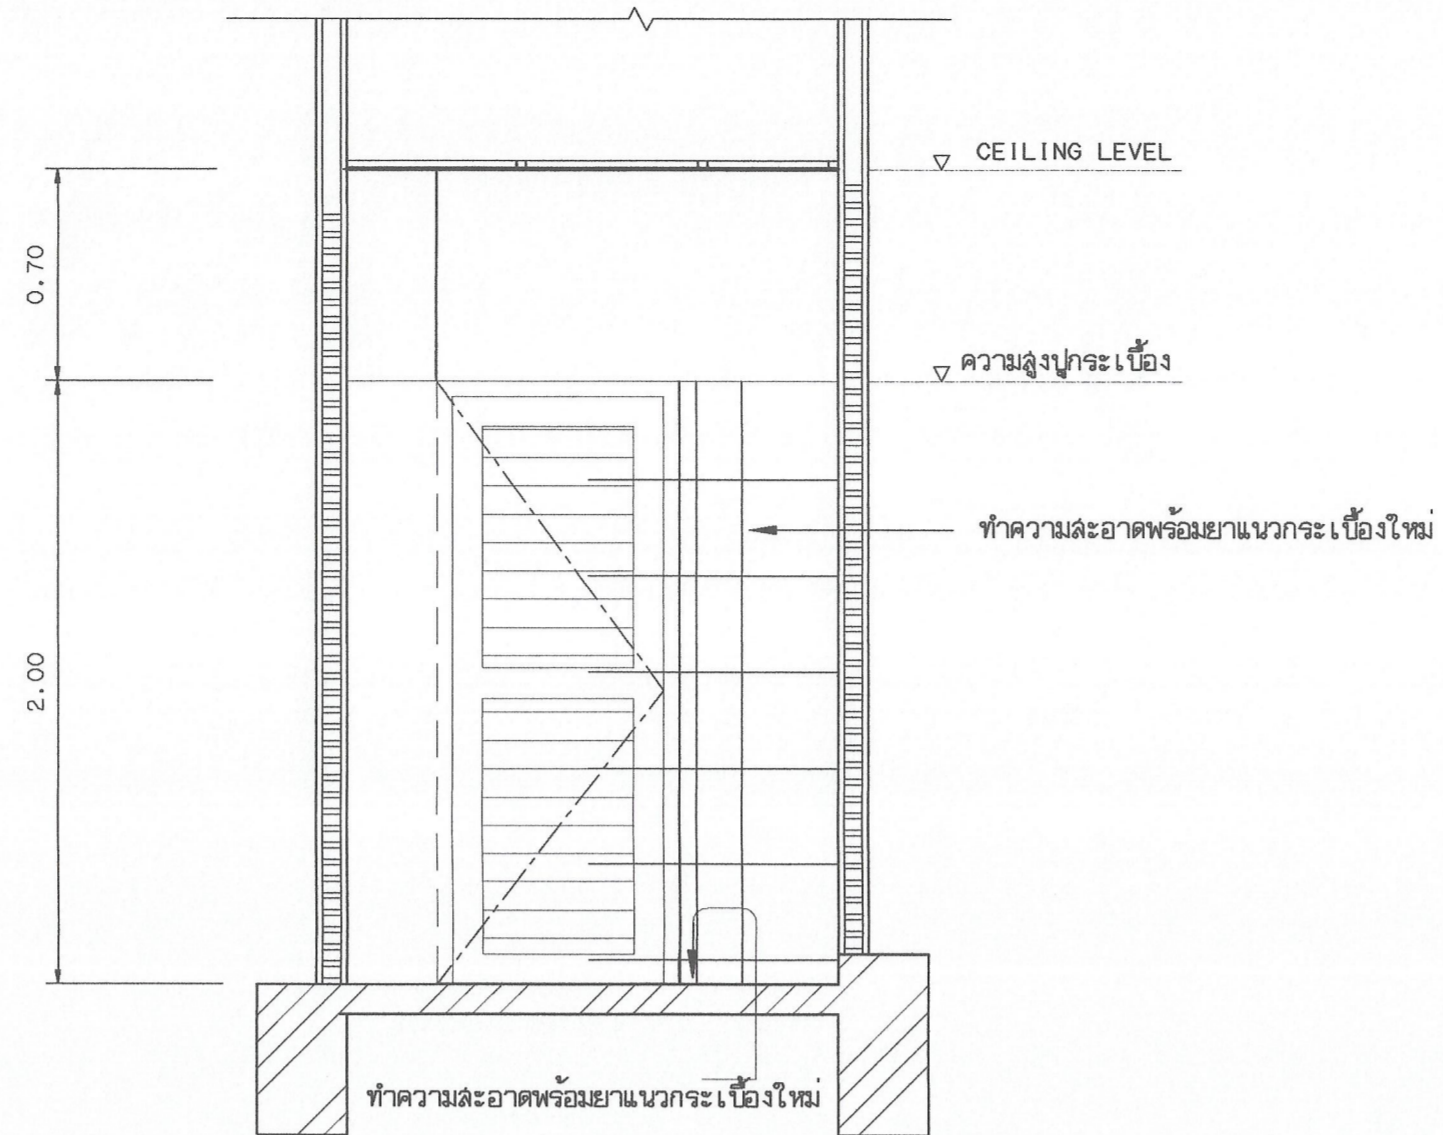 CEILING LEVEL
0.70
ความสูงปูกระเบื้อง
ทำความสะอาดพร้อมยาแนวกระเบื้องใหม่
2.00
ทำความสะอาดพร้อมยาแนวกระเบื้องใหม่